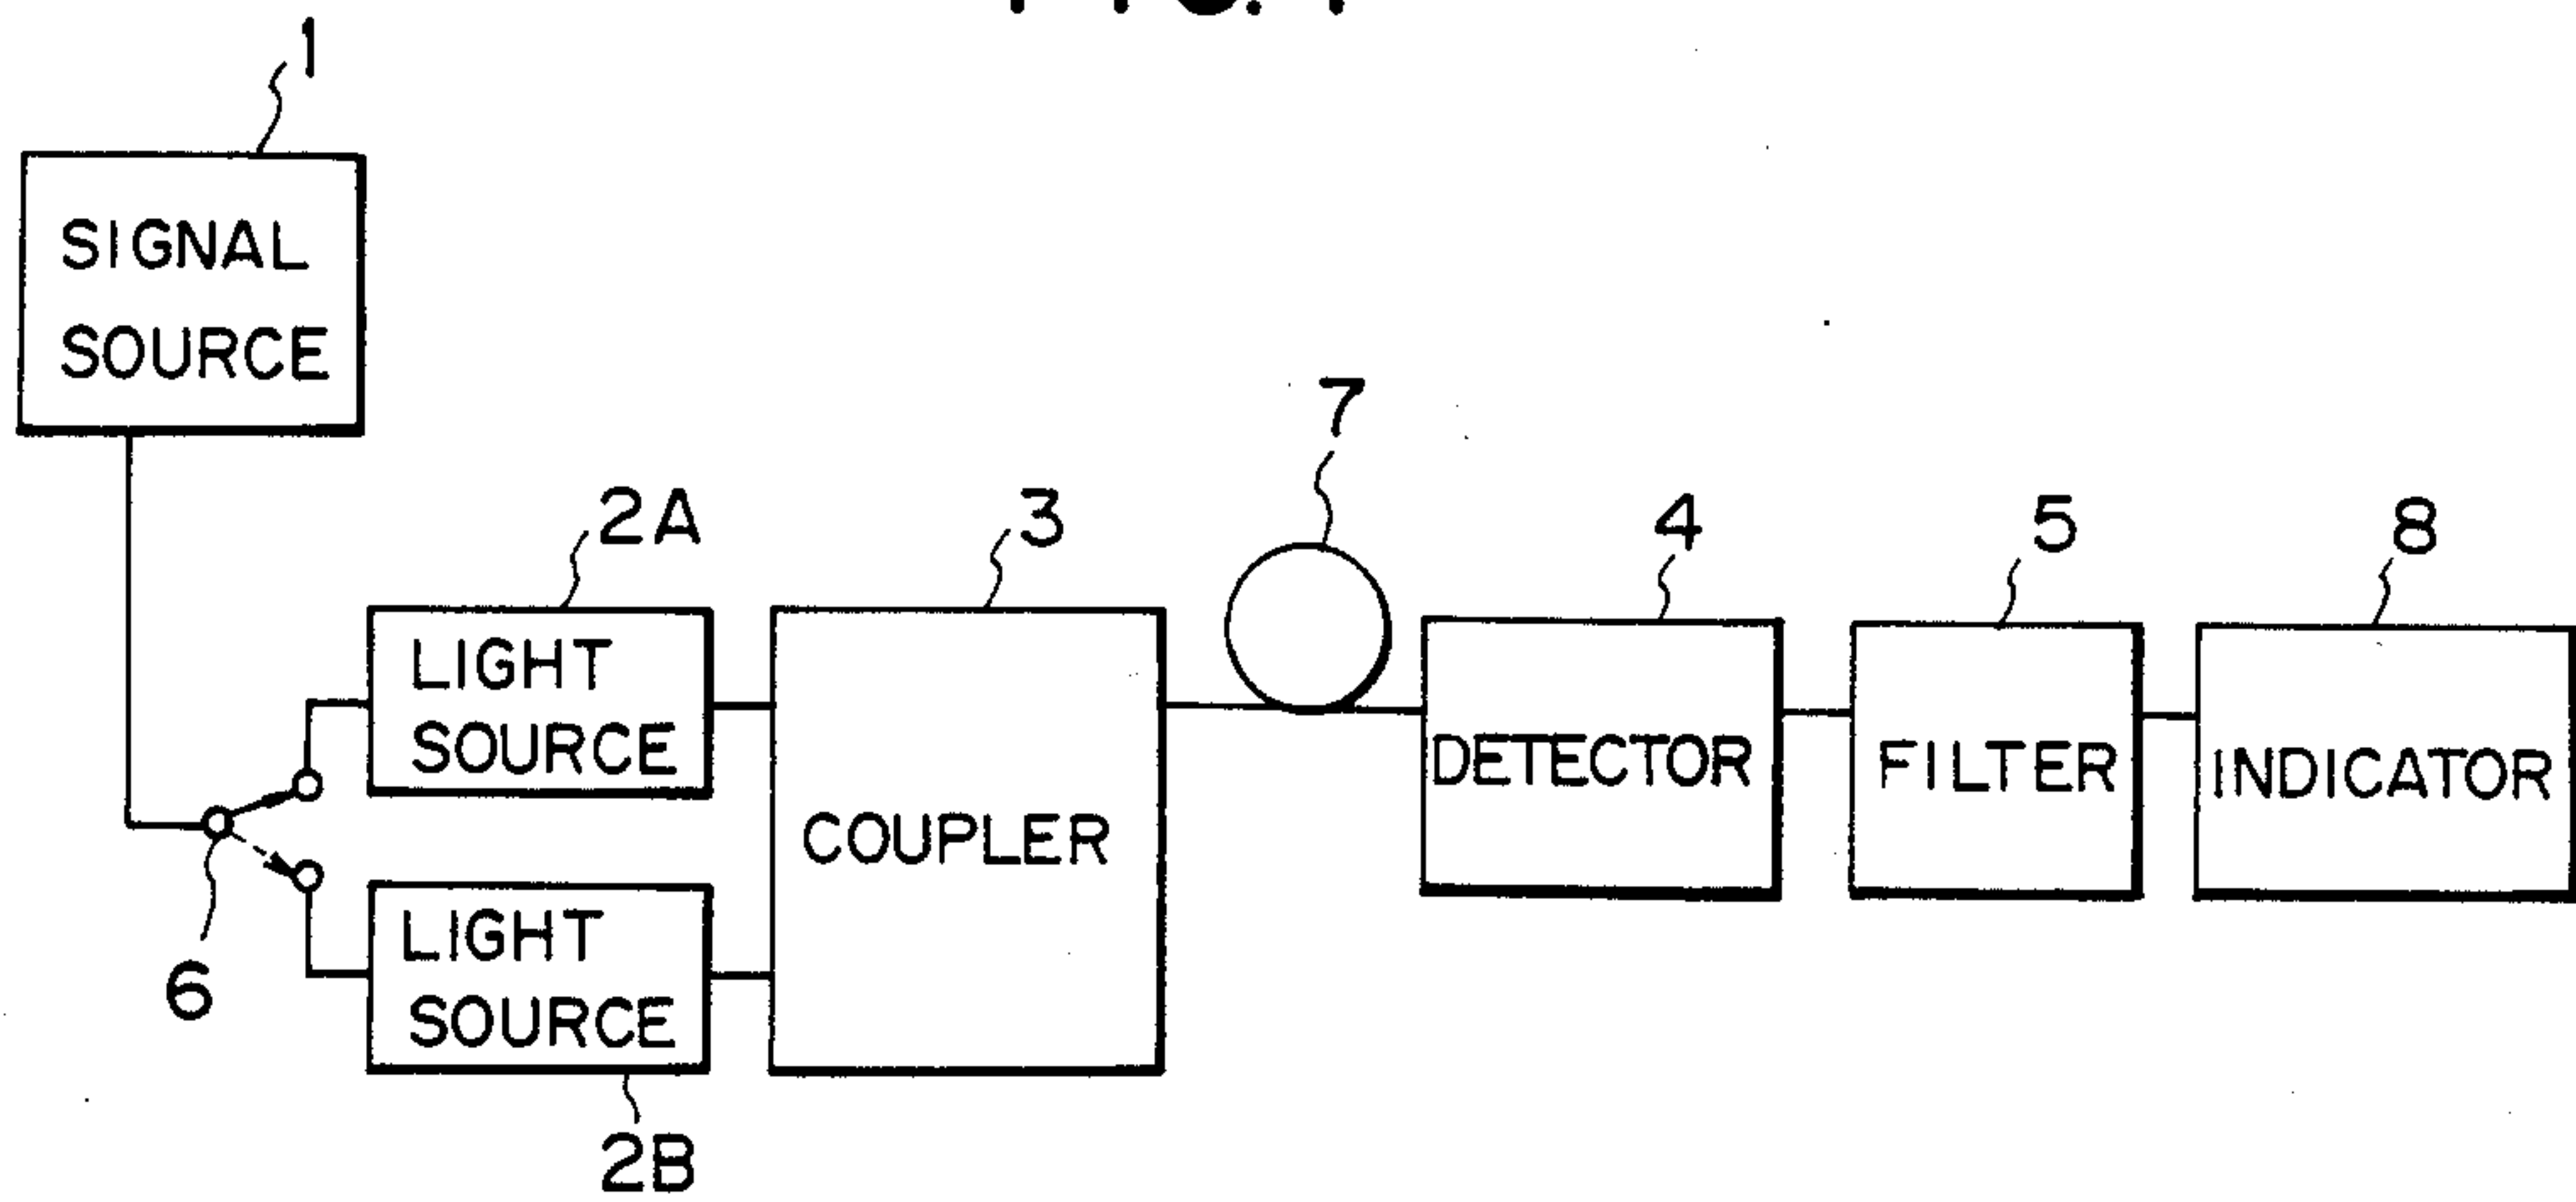 1
SIGNAL
SOURCE
2A
LIGHT
SOURCE
3
COUPLER
7
4
DETECTOR
5
FILTER
8
INDICATOR
6
LIGHT
SOURCE
2B